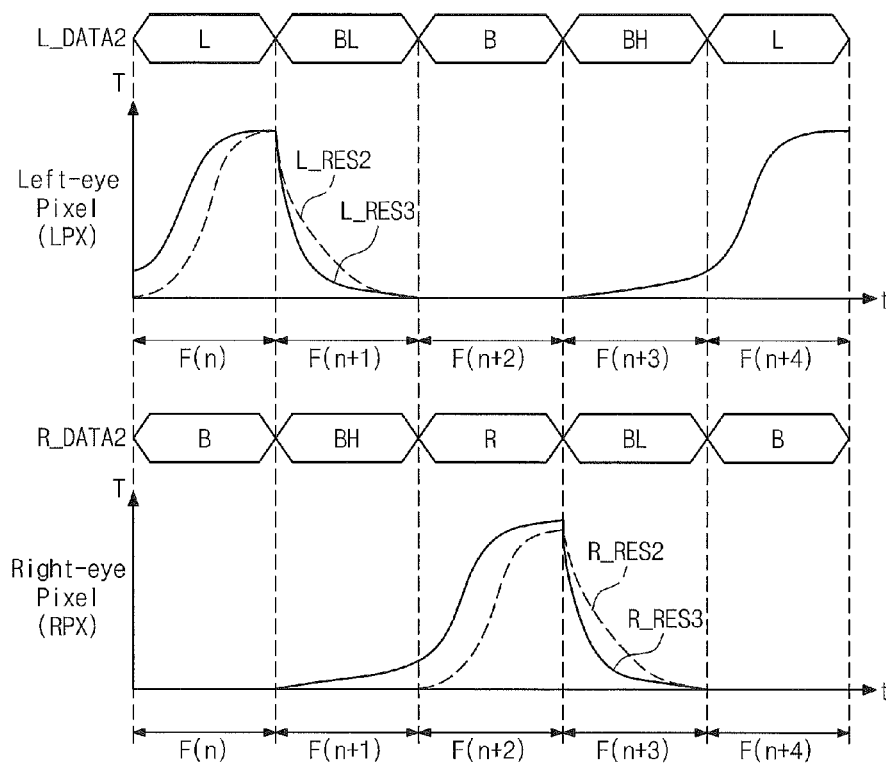 L_DATA2 L BL B BH L
T
L_RES2
L_RES3
Left-eye
Pixel
(LPX)
t
F(n) F(n+1) F(n+2) F(n+3) F(n+4)
R_DATA2 B BH R BL B
T
R_RES2
R_RES3
Right-eye
Pixel
(RPX)
t
F(n) F(n+1) F(n+2) F(n+3) F(n+4)